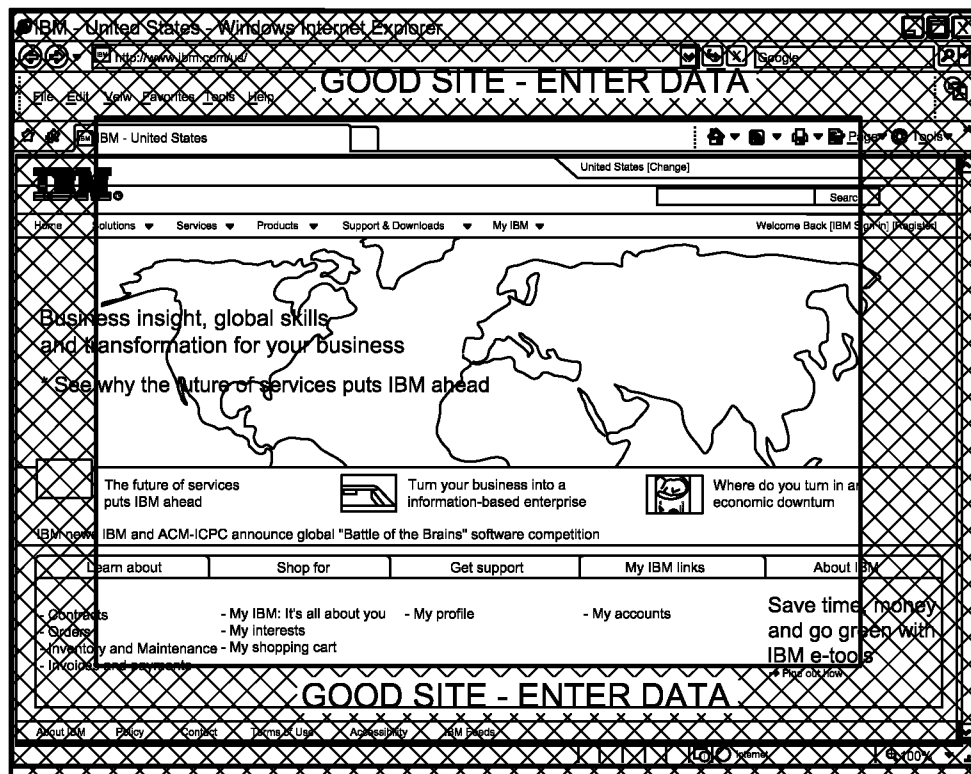 IBM - United States - Windows Internet Explorer
IBM http://www.ibm.com/us/ Google
GOOD SITE - ENTER DATA
File Edit Veiw Favorites Tools Help
IBM IBM - United States Page Tools
United States [Change]
IBM
Search
Home Solutions Services Products Support & Downloads My IBM Welcome Back [IBM Sign in] [Register]
Business insight, global skills
and transformation for your business
* See why the future of services puts IBM ahead
The future of services
puts IBM ahead
Turn your business into a
information-based enterprise
Where do you turn in an
economic downturn
IBM news IBM and ACM-ICPC announce global "Battle of the Brains" software competition
Learn about Shop for Get support My IBM links About IBM
- Contracts
- Orders
- Inventory and Maintenance
- Invoices and payments
- My IBM: It's all about you
- My interests
- My shopping cart
- My profile
- My accounts
Save time, money
and go green with
IBM e-tools
GOOD SITE - ENTER DATA
About IBM Policy Contact Terms of Use Accessibility IBM Feeds
Internet 100%